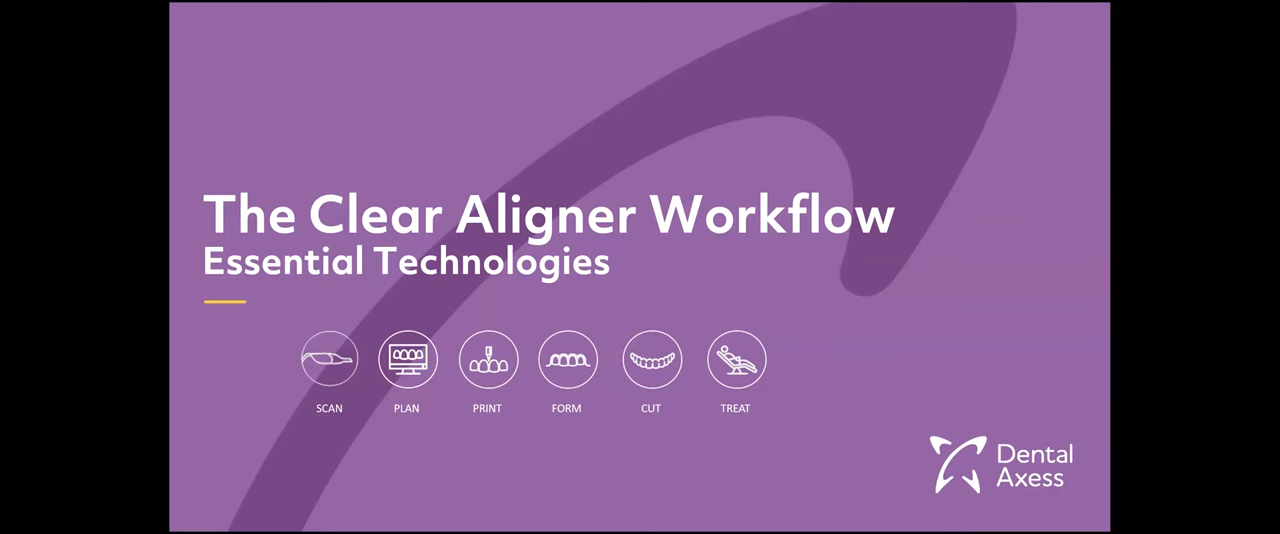 The Clear Aligner Workflow
Essential Technologies
SCAN PLAN PRINT FORM CUT TREAT
Dental
Axess